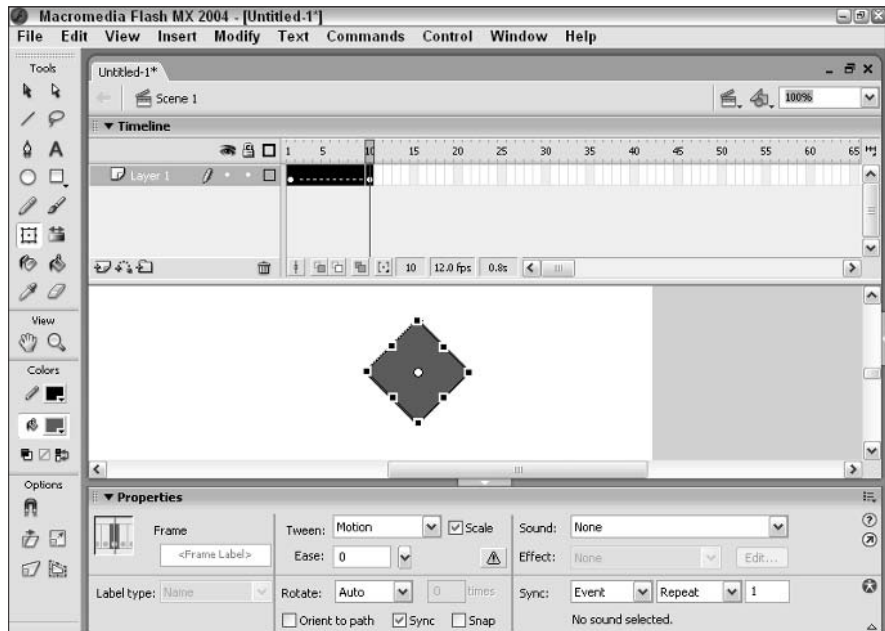 Macromedia Flash MX 2004 - [Untitled-1*]
File Edit View Insert Modify Text Commands Control Window Help
Tools
Untitled-1*
Scene 1
100%
Timeline
1 5 10 15 20 25 30 35 40 45 50 55 60 65
Layer 1
10 12.0 fps 0.8s
View
Colors
Options
Properties
Frame
<Frame Label>
Label type: Name
Tween: Motion Scale
Ease: 0
Rotate: Auto 0 times
Orient to path Sync Snap
Sound: None
Effect: None Edit...
Sync: Event Repeat 1
No sound selected.